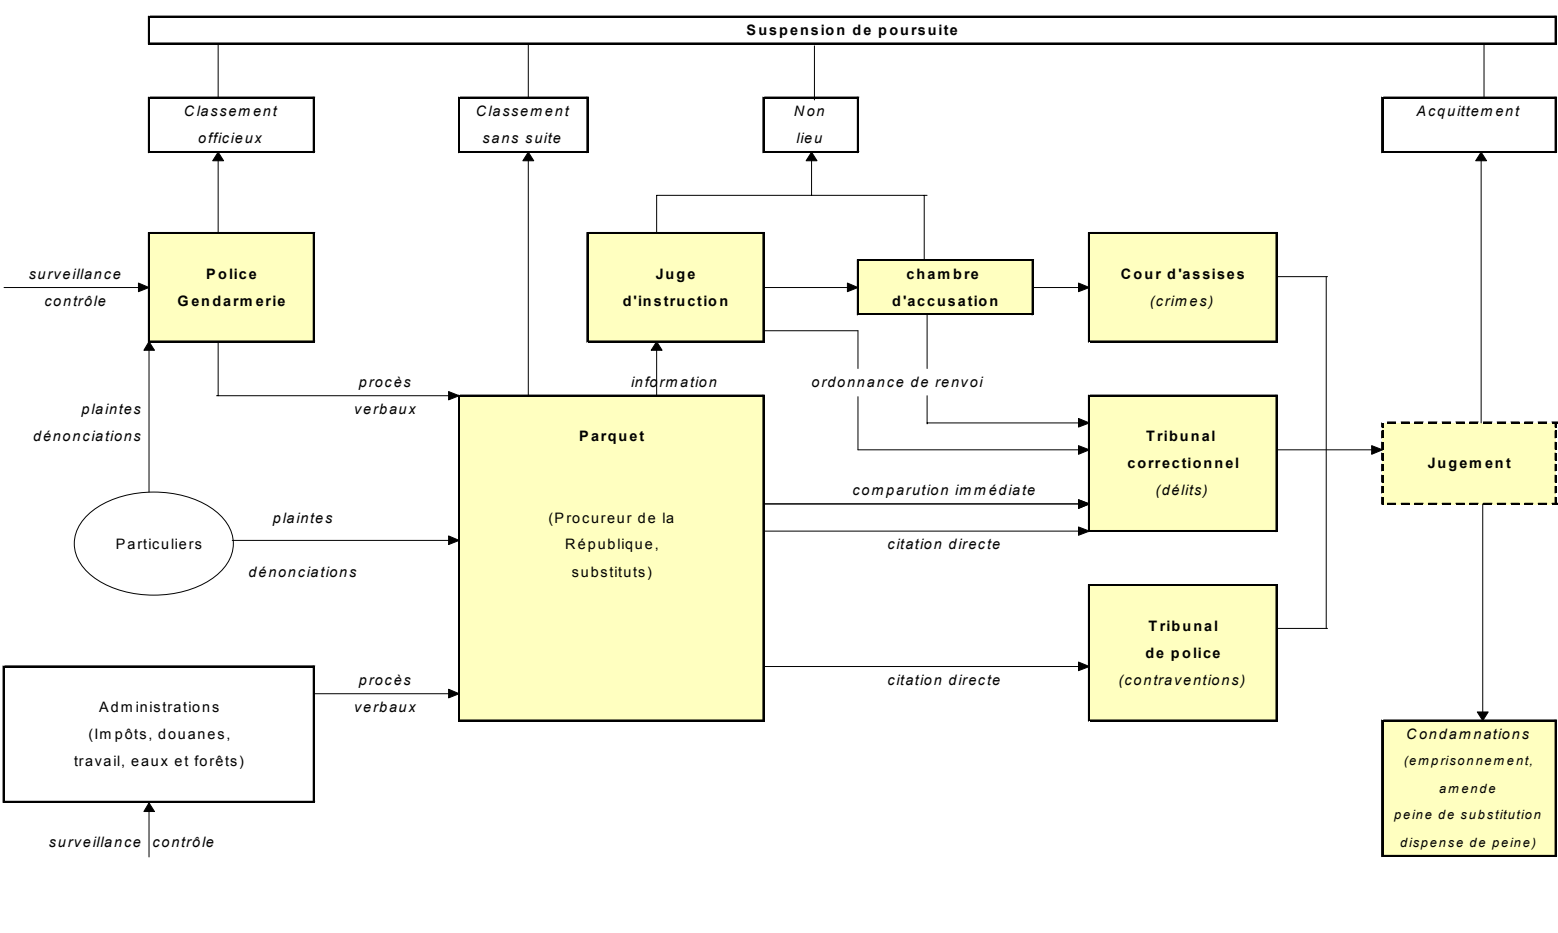 Suspension de poursuite
Classement
officieux
Classement
sans suite
Non
lieu
Acquittement
surveillance
contrôle
Police
Gendarmerie
Juge
d'instruction
chambre
d'accusation
Cour d'assises
(crimes)
plaintes
dénonciations
procès
verbaux
information
ordonnance de renvoi
Parquet
(Procureur de la
République,
substituts)
Tribunal
correctionnel
(délits)
Jugement
comparution immédiate
citation directe
Particuliers
plaintes
dénonciations
Tribunal
de police
(contraventions)
citation directe
Administrations
(Impôts, douanes,
travail, eaux et forêts)
procès
verbaux
surveillance contrôle
Condamnations
(emprisonnement,
amende
peine de substitution
dispense de peine)